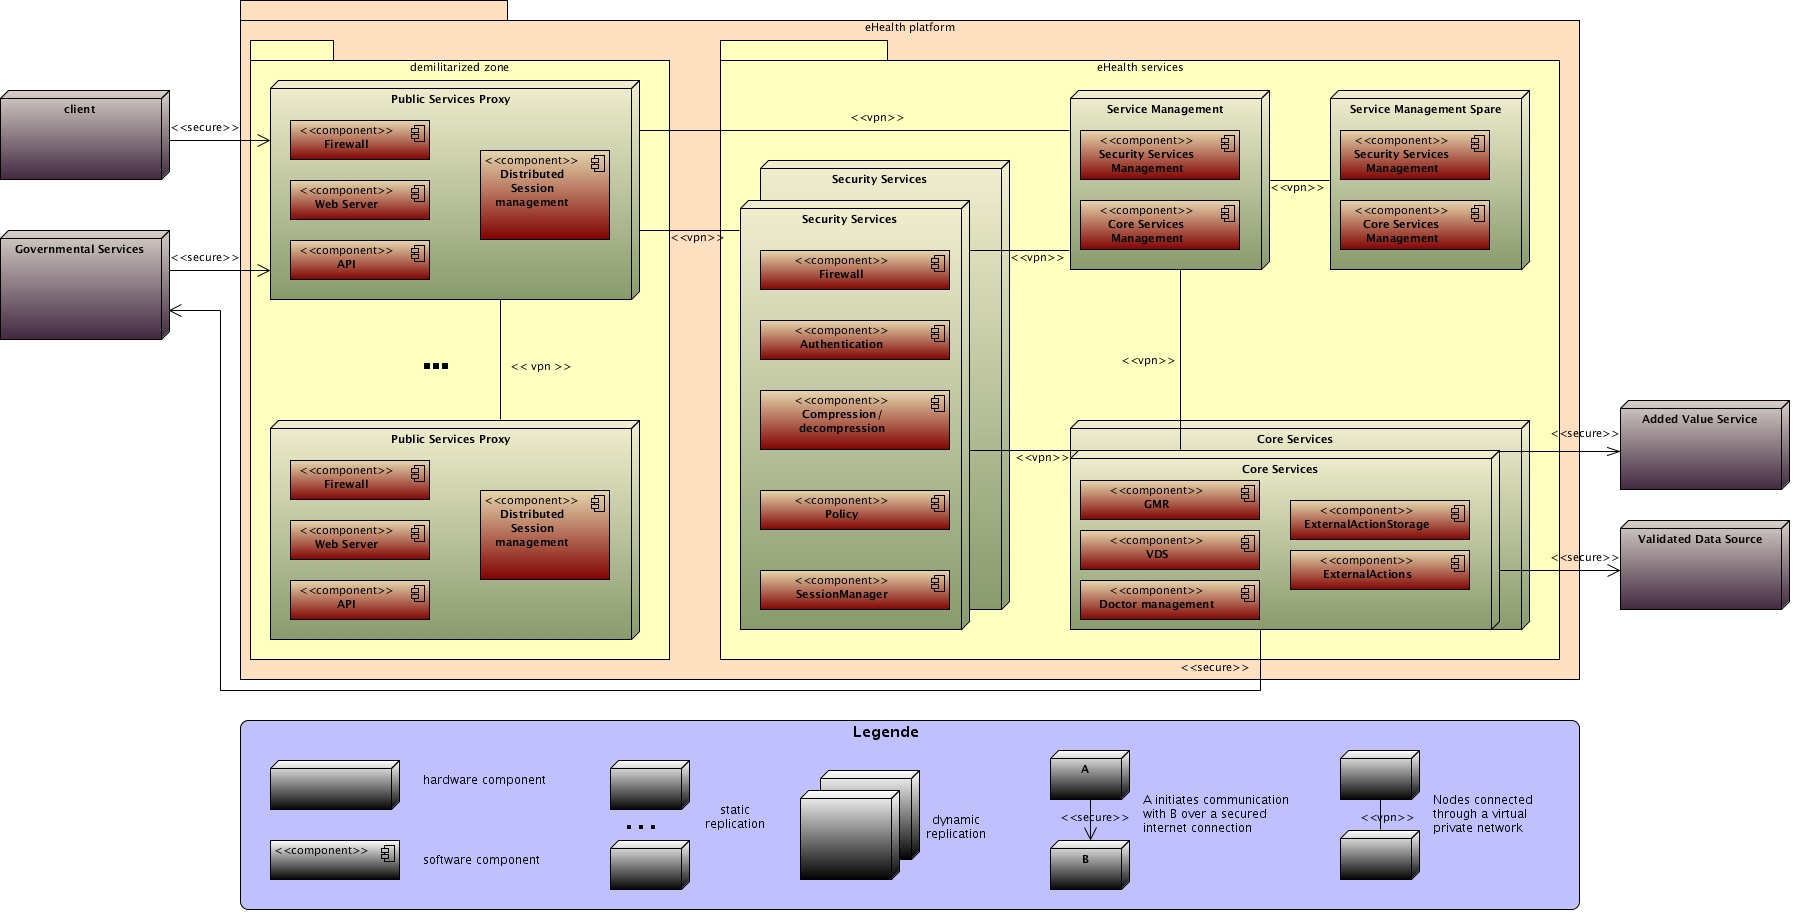 eHealth platform
demilitarized zone
eHealth services
client
<<secure>>
Governmental Services
<<secure>>
Public Services Proxy
<<component>>
Firewall
<<component>>
Web Server
<<component>>
API
<<component>>
Distributed
Session
management
<< vpn >>
Public Services Proxy
<<component>>
Firewall
<<component>>
Web Server
<<component>>
API
<<component>>
Distributed
Session
management
<<vpn>>
<<vpn>>
Security Services
Security Services
<<component>>
Firewall
<<component>>
Authentication
<<component>>
Compression/
decompression
<<component>>
Policy
<<component>>
SessionManager
<<vpn>>
<<vpn>>
Service Management
<<component>>
Security Services
Management
<<component>>
Core Services
Management
<<vpn>>
Service Management Spare
<<component>>
Security Services
Management
<<component>>
Core Services
Management
<<vpn>>
Core Services
Core Services
<<component>>
GMR
<<component>>
VDS
<<component>>
Doctor management
<<component>>
ExternalActionStorage
<<component>>
ExternalActions
<<secure>>
Added Value Service
<<secure>>
Validated Data Source
<<secure>>
Legende
hardware component
<<component>>
software component
static
replication
dynamic
replication
A
<<secure>>
B
A initiates communication
with B over a secured
internet connection
<<vpn>>
Nodes connected
through a virtual
private network